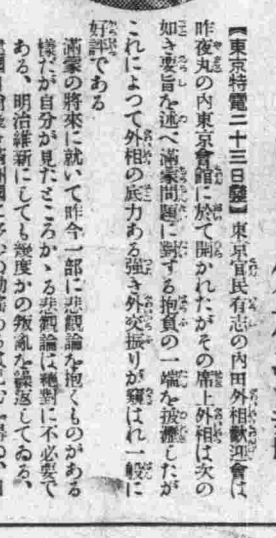 【東京特電二十三日發】東京官民有志の内田外相歡迎會は
昨夜丸の内東京會館に於て開かれたがその席上外相は次の
如き要旨を述べ滿蒙問題に對する抱負の一端を披瀝したが
これによつて外相の底力ある強き外交振りが窺はれ一般に
好評である
滿蒙の將來に就いて昨今一部に悲觀論を抱くものがある
樣だが自分が見たところかゝる悲觀論は絶對に不必要で
ある、明治維新にしても幾度かの叛亂を繰返してゐる、